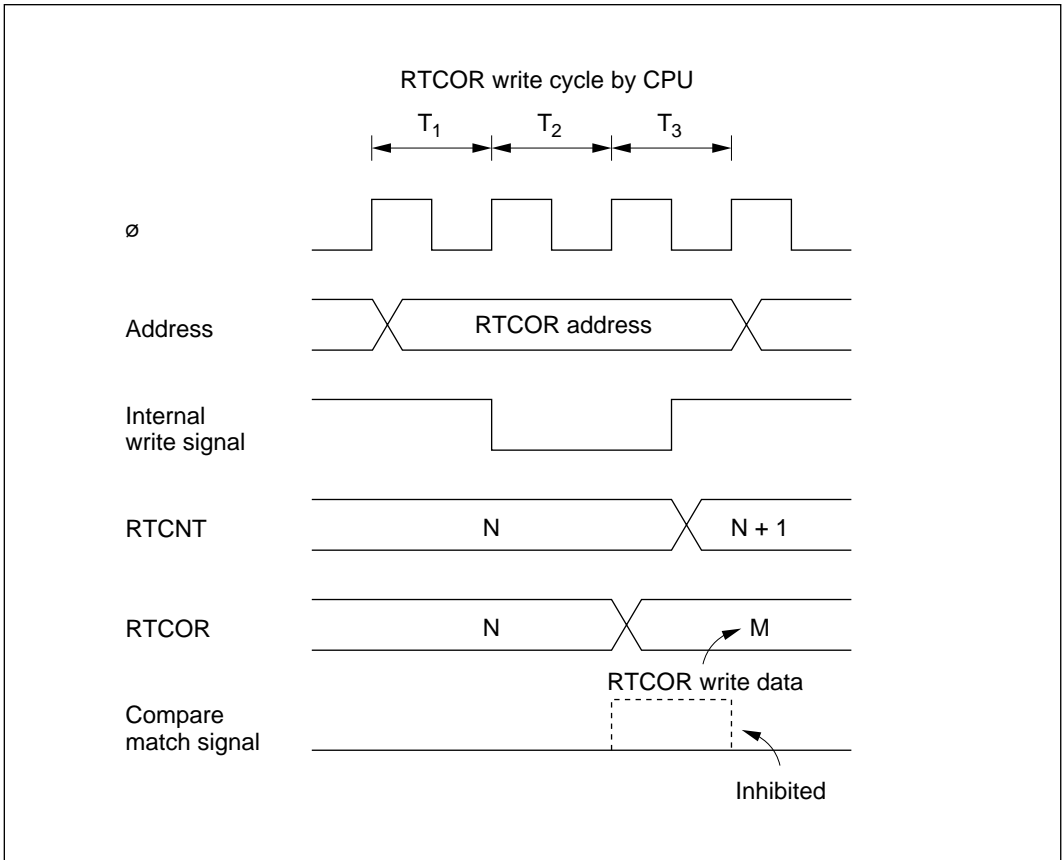 RTCOR write cycle by CPU
T1 T2 T3
ø
Address
RTCOR address
Internal
write signal
RTCNT
N
N + 1
RTCOR
N
M
RTCOR write data
Compare
match signal
Inhibited